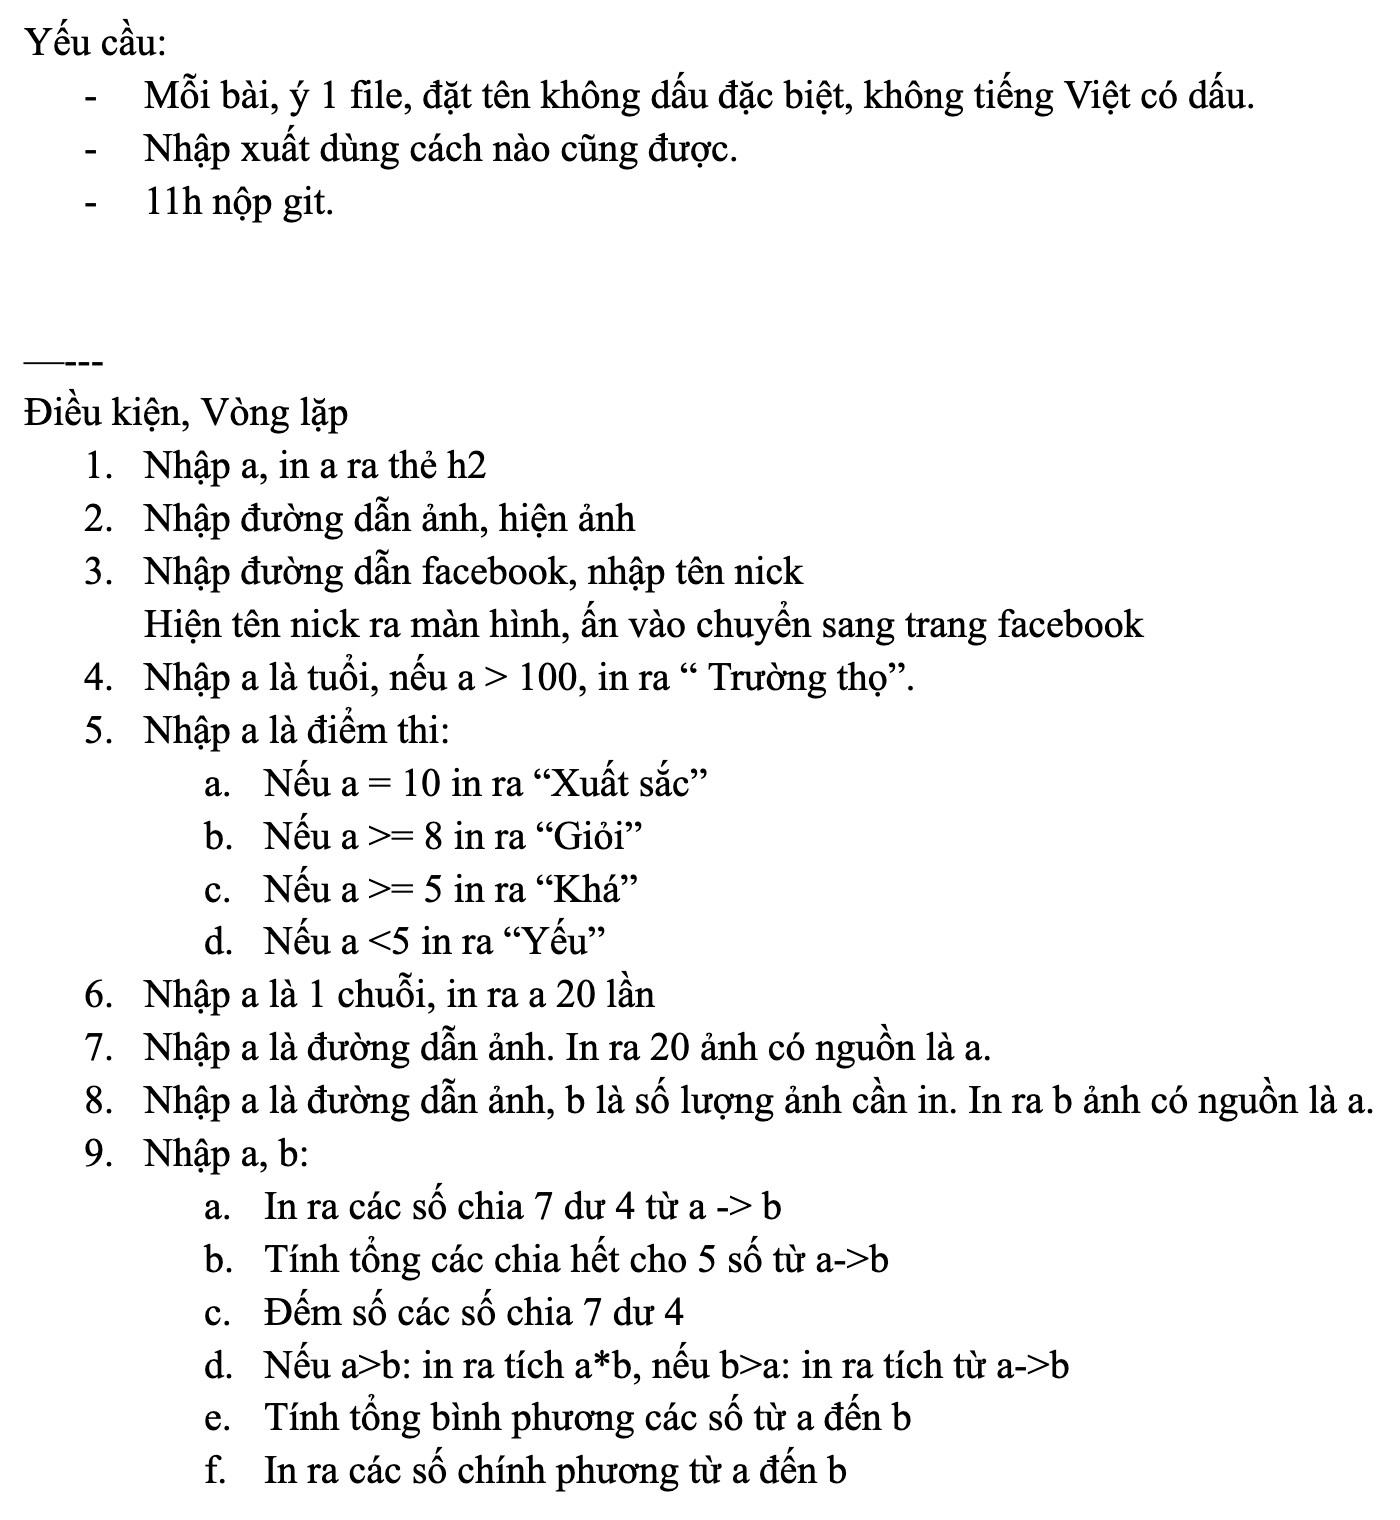 Yếu cầu:
- Mỗi bài, ý 1 file, đặt tên không dấu đặc biệt, không tiếng Việt có dấu.
- Nhập xuất dùng cách nào cũng được.
- 11h nộp git.
—---
Điều kiện, Vòng lặp
1. Nhập a, in a ra thẻ h2
2. Nhập đường dẫn ảnh, hiện ảnh
3. Nhập đường dẫn facebook, nhập tên nick
Hiện tên nick ra màn hình, ấn vào chuyển sang trang facebook
4. Nhập a là tuổi, nếu a > 100, in ra “ Trường thọ”.
5. Nhập a là điểm thi:
a. Nếu a = 10 in ra “Xuất sắc”
b. Nếu a >= 8 in ra “Giỏi”
c. Nếu a >= 5 in ra “Khá”
d. Nếu a <5 in ra “Yếu”
6. Nhập a là 1 chuỗi, in ra a 20 lần
7. Nhập a là đường dẫn ảnh. In ra 20 ảnh có nguồn là a.
8. Nhập a là đường dẫn ảnh, b là số lượng ảnh cần in. In ra b ảnh có nguồn là a.
9. Nhập a, b:
a. In ra các số chia 7 dư 4 từ a -> b
b. Tính tổng các chia hết cho 5 số từ a->b
c. Đếm số các số chia 7 dư 4
d. Nếu a>b: in ra tích a*b, nếu b>a: in ra tích từ a->b
e. Tính tổng bình phương các số từ a đến b
f. In ra các số chính phương từ a đến b